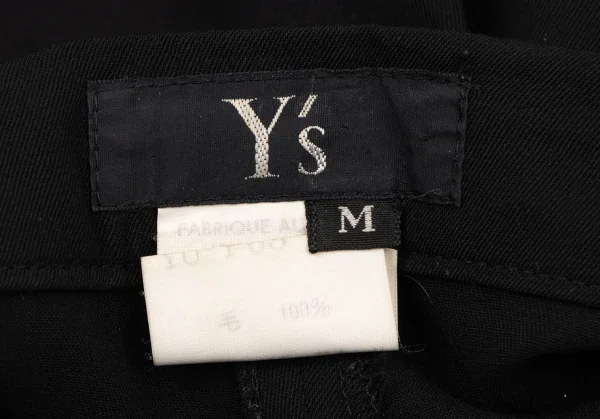 Y's
FABRIQUE AU
M
毛 100%